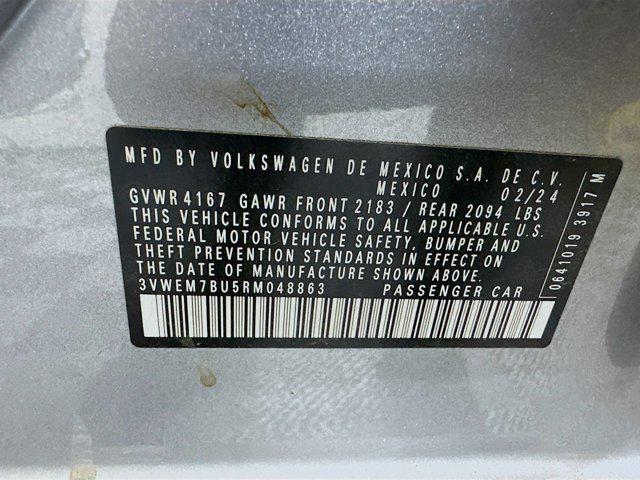 MFD BY VOLKSWAGEN DE MEXICO S.A. DE C.V.
MEXICO 02/24
GVWR 4167 GAWR FRONT 2183 / REAR 2094 LBS
THIS VEHICLE CONFORMS TO ALL APPLICABLE U.S.
FEDERAL MOTOR VEHICLE SAFETY, BUMPER AND
THEFT PREVENTION STANDARDS IN EFFECT ON
THE DATE OF MANUFACTURE SHOWN ABOVE.
3VWEM7BU5RM048863 PASSENGER CAR
0641019 3917 M